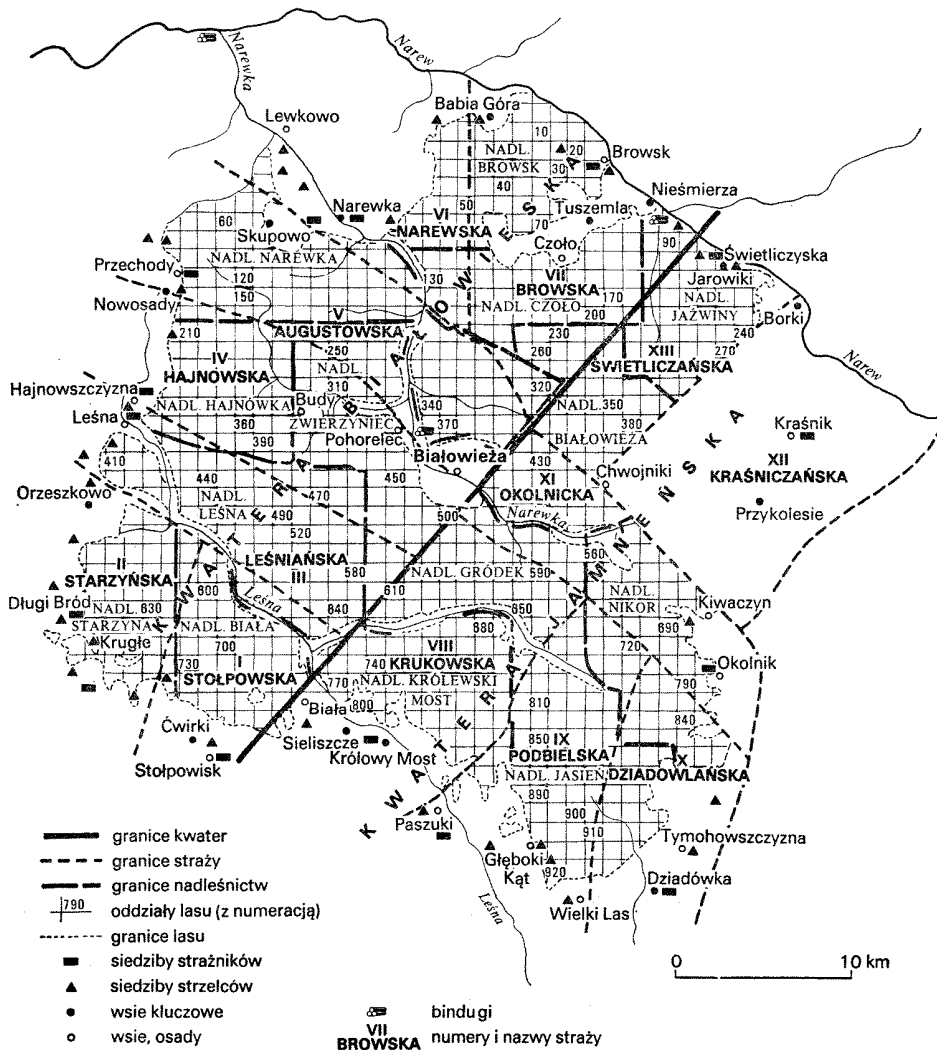 Narewka
Narew
Lewkowo
Babia Góra
10
NADL.
20
BROWSK
30
Browsk
40
Nieśmierza
60
Narewka
50
Tuszemla
Skupowo
VI
NAREWSKA
70
90
Czoło
Świetliczyska
Jarowiki
NADL. NAREWKA
Przechody
120
130
VII
BROWSKA
NADL.
JAŹWINY
Nowosady
150
NADL. CZOŁO
170
V
AUGUSTOWSKA
200
240
Borki
210
230
250
260
XIII
ŚWIETLICZAŃSKA
270
IV
HAJNOWSKA
NADL.
310
320
Narew
Hajnowszczyzna
NADL. HAJNÓWKA
Budy
340
NADL.
350
Leśna
360
ZWIERZYNIEC
370
380
Kraśnik
390
Pohorelec
BIAŁOWIEŻA
XII
KRAŚNICZAŃSKA
410
Białowieża
430
440
450
XI
OKOLNICKA
Chwojniki
Orzeszkowo
NADL.
LEŚNA
470
Przykolesie
490
500
Narewka
520
560
II
STARZYŃSKA
LEŚNIAŃSKA
III
580
NADL. GRÓDEK
590
NADL.
NIKOR
600
Leśna
610
Długi Bród
NADL.
630
STARZYNA
NADL. BIAŁA
640
650
Kiwaczyn
Krugłe
680
690
700
VIII
KRUKOWSKA
720
730
I
STOŁPOWSKA
740
NADL. KRÓLEWSKI
MOST
Okolnik
770
790
Biała
800
810
840
Ćwirki
Sieliszcze
Królowy Most
850
IX
PODBIELSKA
X
DZIADOWLAŃSKA
Stołpowisk
NADL. JASIEŃ
890
Paszuki
900
910
Tymohowszczyzna
Głęboki
Kąt
920
Dziadówka
Leśna
Wielki Las
KWATERA BIAŁOWIESKA
KWATERA KAMIENIEŃSKA
granice kwater
granice straży
granice nadleśnictw
790
oddziały lasu (z numeracją)
granice lasu
siedziby strażników
siedziby strzelców
wsie kluczowe
wsie, osady
bindugi
VII
BROWSKA
numery i nazwy straży
0
10 km